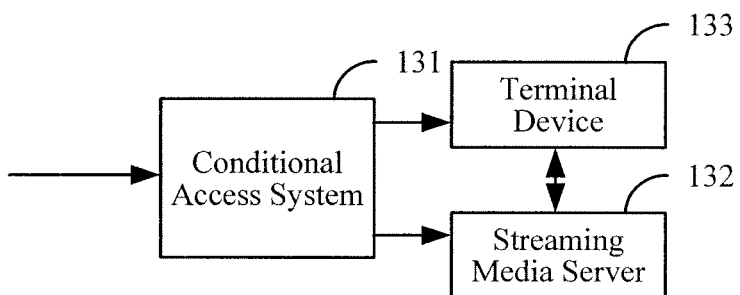 133
131
Terminal
Device
Conditional
Access System
132
Streaming
Media Server